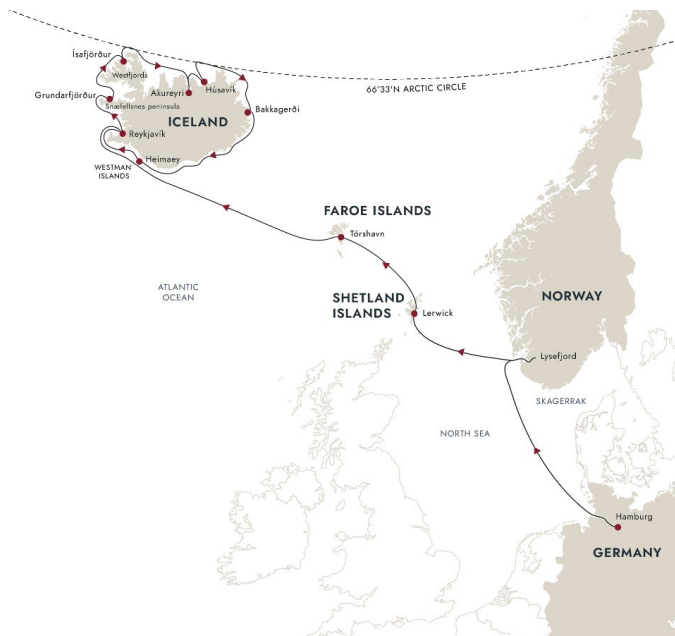 Ísafjörður
Westfjords
Grundarfjörður
Snæfellsnes peninsula
Akureyri
Húsavík
66°33'N ARCTIC CIRCLE
Bakkagerði
ICELAND
Reykjavík
Heimaey
WESTMAN
ISLANDS
FAROE ISLANDS
Tórshavn
ATLANTIC
OCEAN
SHETLAND
ISLANDS
Lerwick
NORWAY
Lysefjord
SKAGERRAK
NORTH SEA
Hamburg
GERMANY